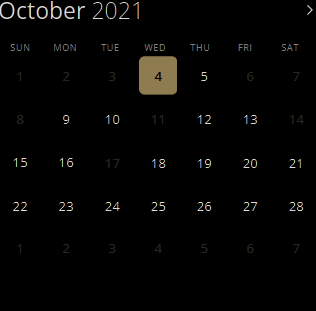 October 2021 >
SUN MON TUE WED THU FRI SAT
1 2 3 4 5 6 7
8 9 10 11 12 13 14
15 16 17 18 19 20 21
22 23 24 25 26 27 28
1 2 3 4 5 6 7